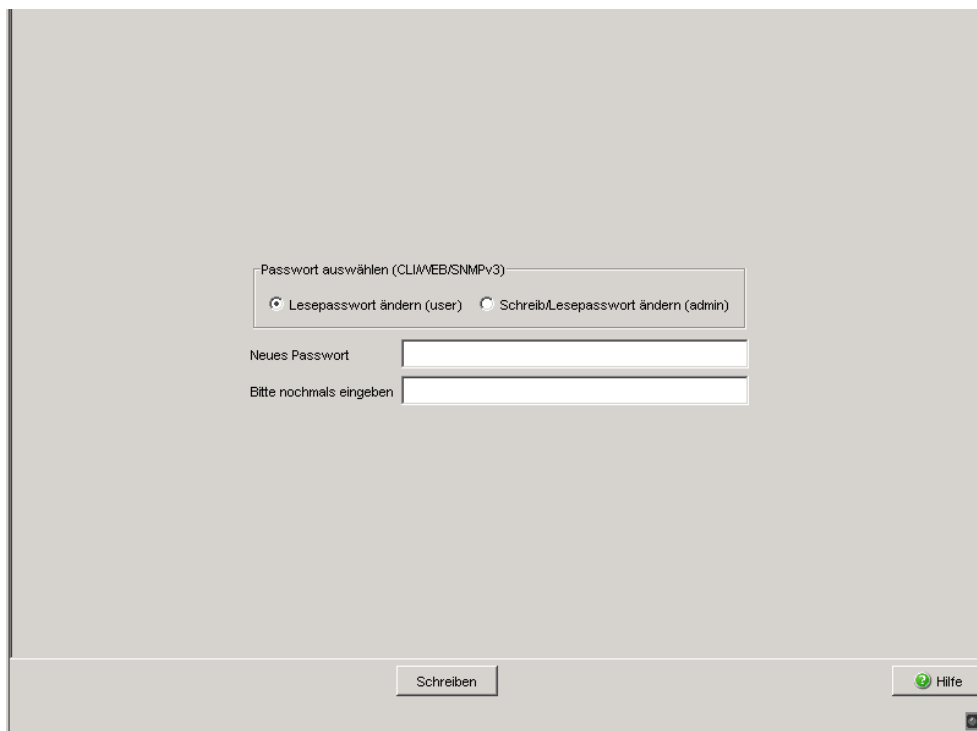 Passwort auswählen (CLI/WEB/SNMPv3)
Lesepasswort ändern (user) Schreib/Lesepasswort ändern (admin)
Neues Passwort
Bitte nochmals eingeben
Schreiben
Hilfe